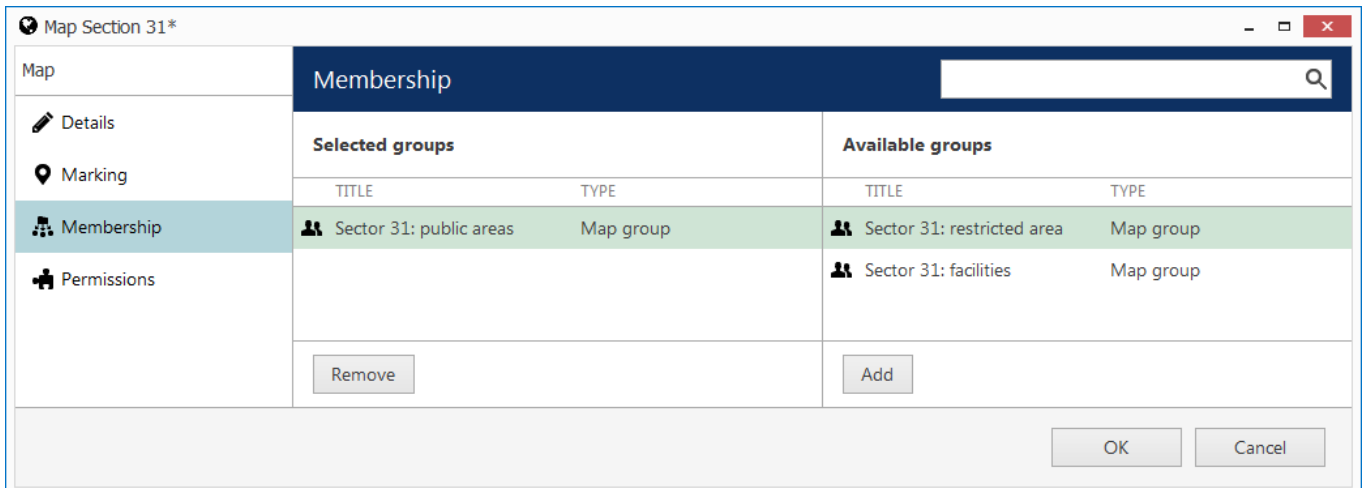 Map Section 31*
Map
Details
Marking
Membership
Permissions
Membership
Selected groups
TITLE TYPE
Sector 31: public areas Map group
Remove
Available groups
TITLE TYPE
Sector 31: restricted area Map group
Sector 31: facilities Map group
Add
OK Cancel